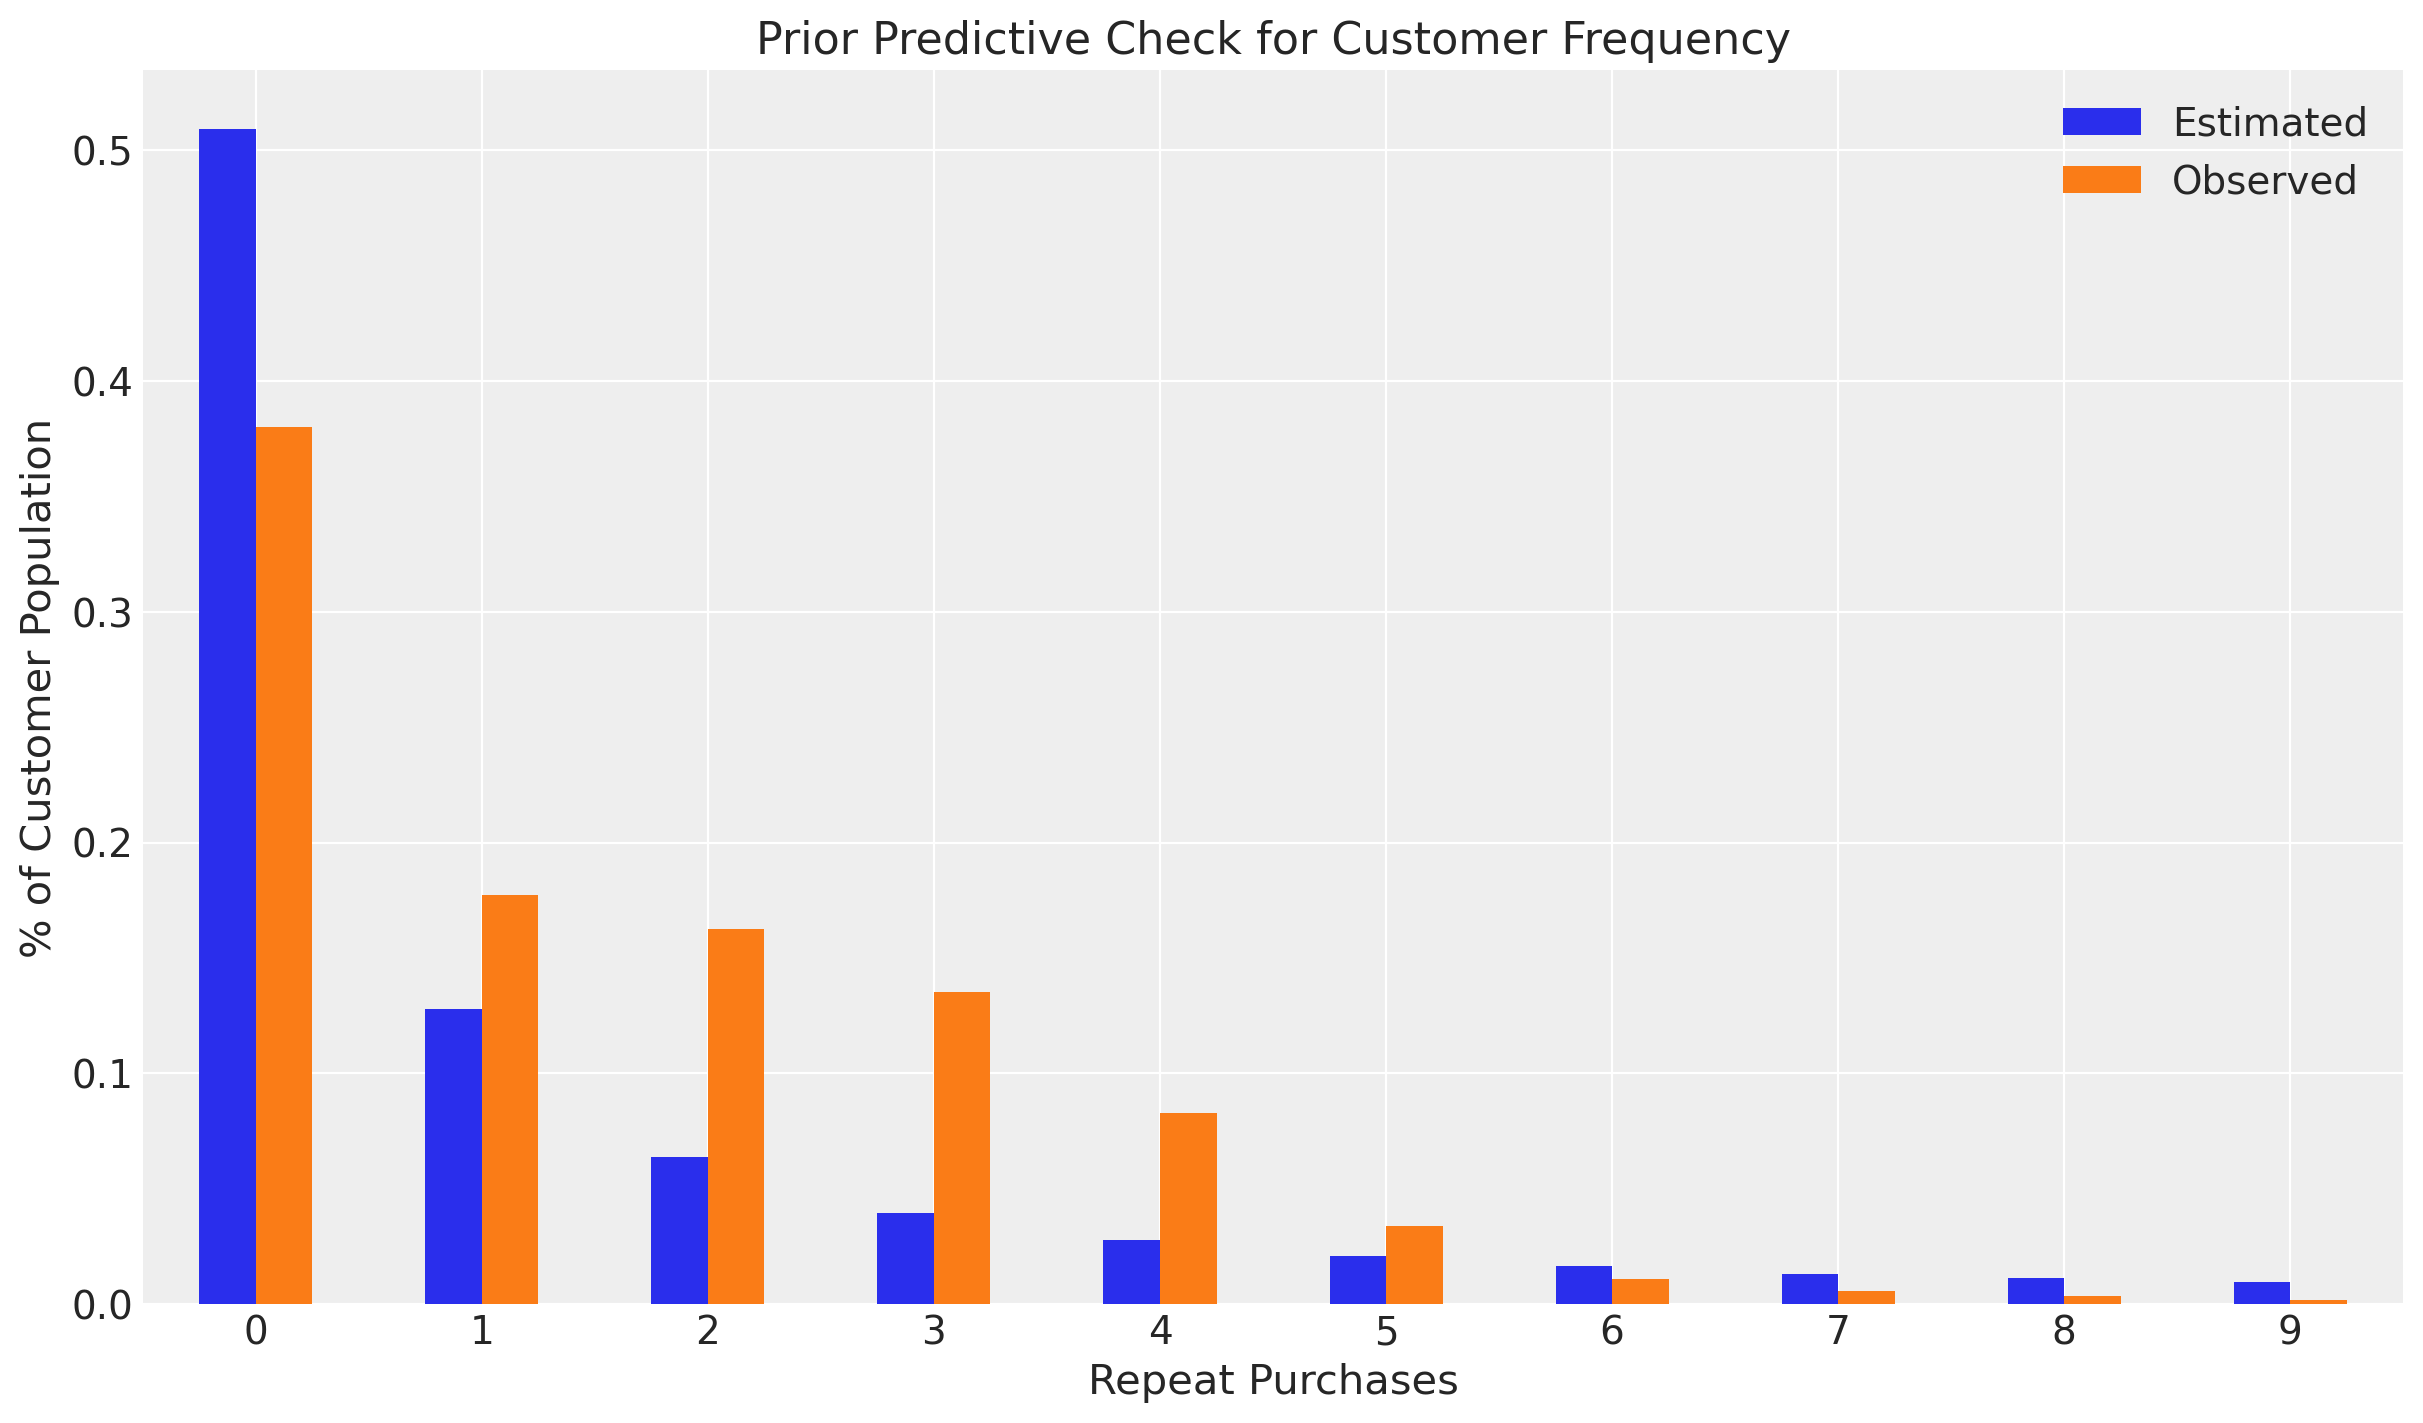 Prior Predictive Check for Customer Frequency
Estimated
Observed
% of Customer Population
0.5
0.4
0.3
0.2
0.1
0.0
0 1 2 3 4 5 6 7 8 9
Repeat Purchases